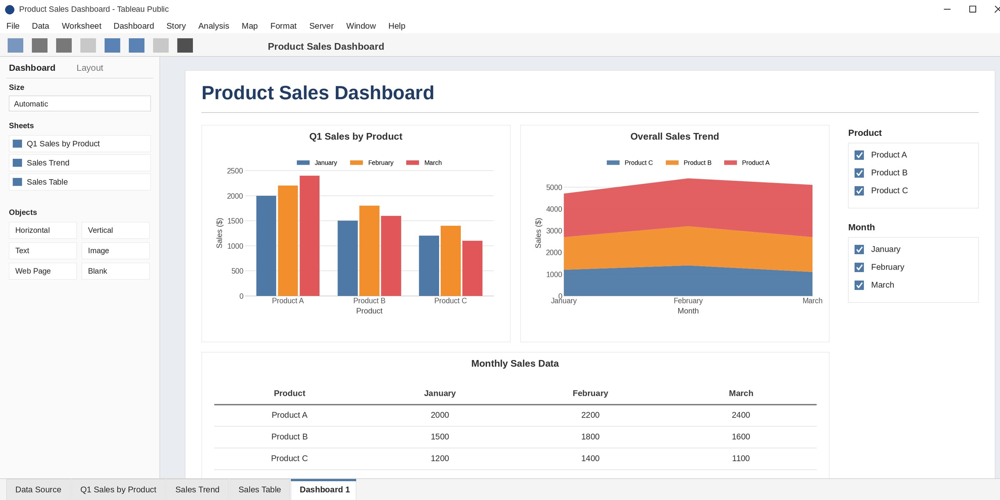 Product Sales Dashboard - Tableau Public
File Data Worksheet Dashboard Story Analysis Map Format Server Window Help
Product Sales Dashboard
Dashboard Layout
Size
Automatic
Sheets
Q1 Sales by Product
Sales Trend
Sales Table
Objects
Horizontal Vertical
Text Image
Web Page Blank
Product Sales Dashboard
Q1 Sales by Product
January February March
2500
2000
1500
1000
500
0
Sales ($)
Product A Product B Product C
Product
Overall Sales Trend
Product C Product B Product A
5000
4000
3000
2000
1000
0
Sales ($)
January February March
Month
Product
Product A
Product B
Product C
Month
January
February
March
Monthly Sales Data
Product January February March
Product A 2000 2200 2400
Product B 1500 1800 1600
Product C 1200 1400 1100
Data Source Q1 Sales by Product Sales Trend Sales Table Dashboard 1